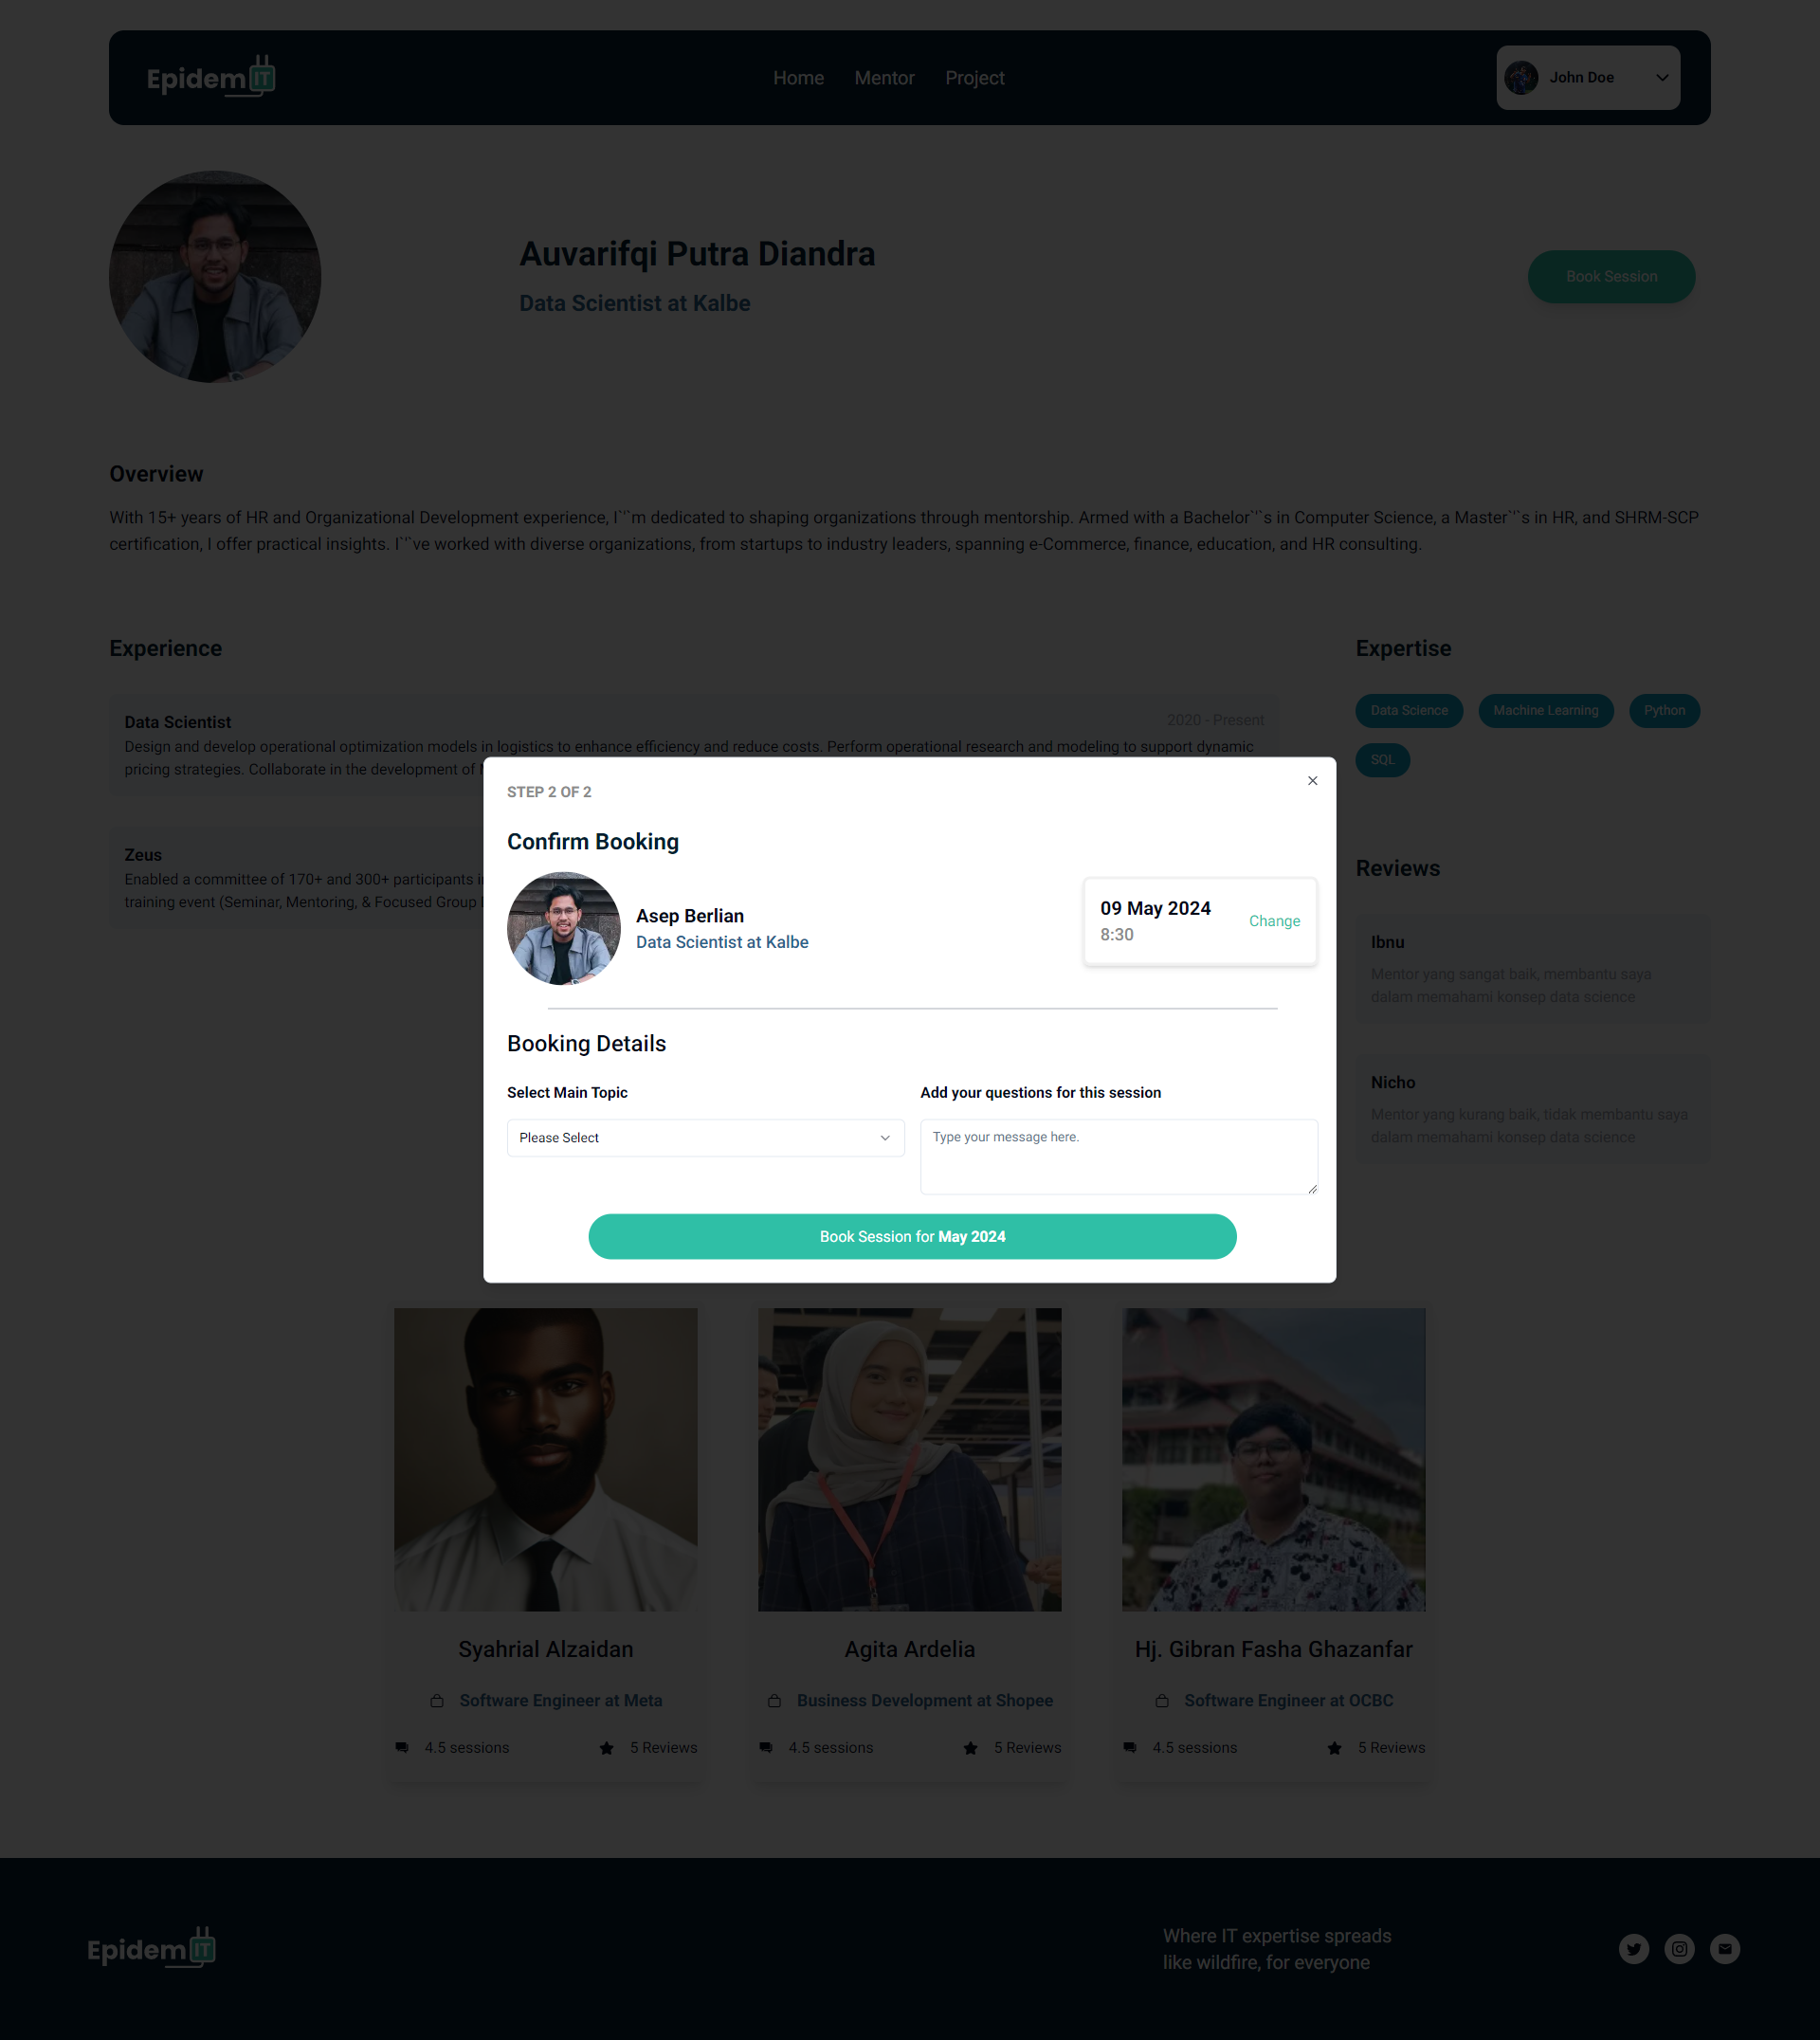 Epidem IT
Home Mentor Project
John Doe
Auvarifqi Putra Diandra
Data Scientist at Kalbe
Book Session
Overview
With 15+ years of HR and Organizational Development experience, I`'`m dedicated to shaping organizations through mentorship. Armed with a Bachelor`'`s in Computer Science, a Master`'`s in HR, and SHRM-SCP
certification, I offer practical insights. I`'`ve worked with diverse organizations, from startups to industry leaders, spanning e-Commerce, finance, education, and HR consulting.
Experience
Data Scientist
2020 - Present
Design and develop operational optimization models in logistics to enhance efficiency and reduce costs. Perform operational research and modeling to support dynamic
pricing strategies. Collaborate in the development of
Zeus
Enabled a committee of 170+ and 300+ participants
training event (Seminar, Mentoring, & Focused Group
Expertise
Data Science
Machine Learning
Python
SQL
Reviews
Ibnu
Mentor yang sangat baik, membantu saya
dalam memahami konsep data science
Nicho
Mentor yang kurang baik, tidak membantu saya
dalam memahami konsep data science
STEP 2 OF 2
Confirm Booking
Asep Berlian
Data Scientist at Kalbe
09 May 2024
8:30
Change
Booking Details
Select Main Topic
Please Select
Add your questions for this session
Type your message here.
Book Session for May 2024
Syahrial Alzaidan
Software Engineer at Meta
4.5 sessions
5 Reviews
Agita Ardelia
Business Development at Shopee
4.5 sessions
5 Reviews
Hj. Gibran Fasha Ghazanfar
Software Engineer at OCBC
4.5 sessions
5 Reviews
Epidem IT
Where IT expertise spreads
like wildfire, for everyone